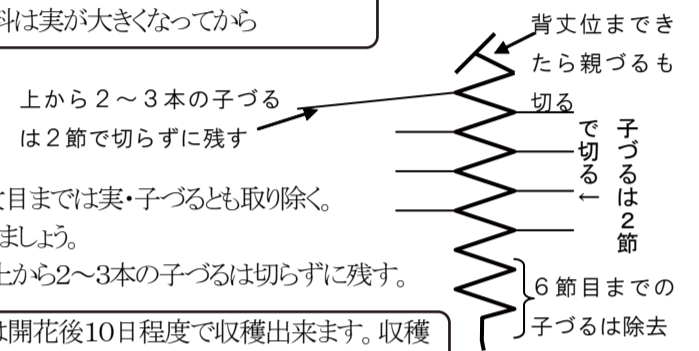 料は実が大きくなってから
背丈位までき
たら親づるも
切る
上から２～３本の子づる
は２節で切らずに残す
子づるは２節
で切る←
目までは実・子づるとも取り除く。
ましょう。
上から2～3本の子づるは切らずに残す。
６節目までの
子づるは除去
は開花後10日程度で収穫出来ます。収穫